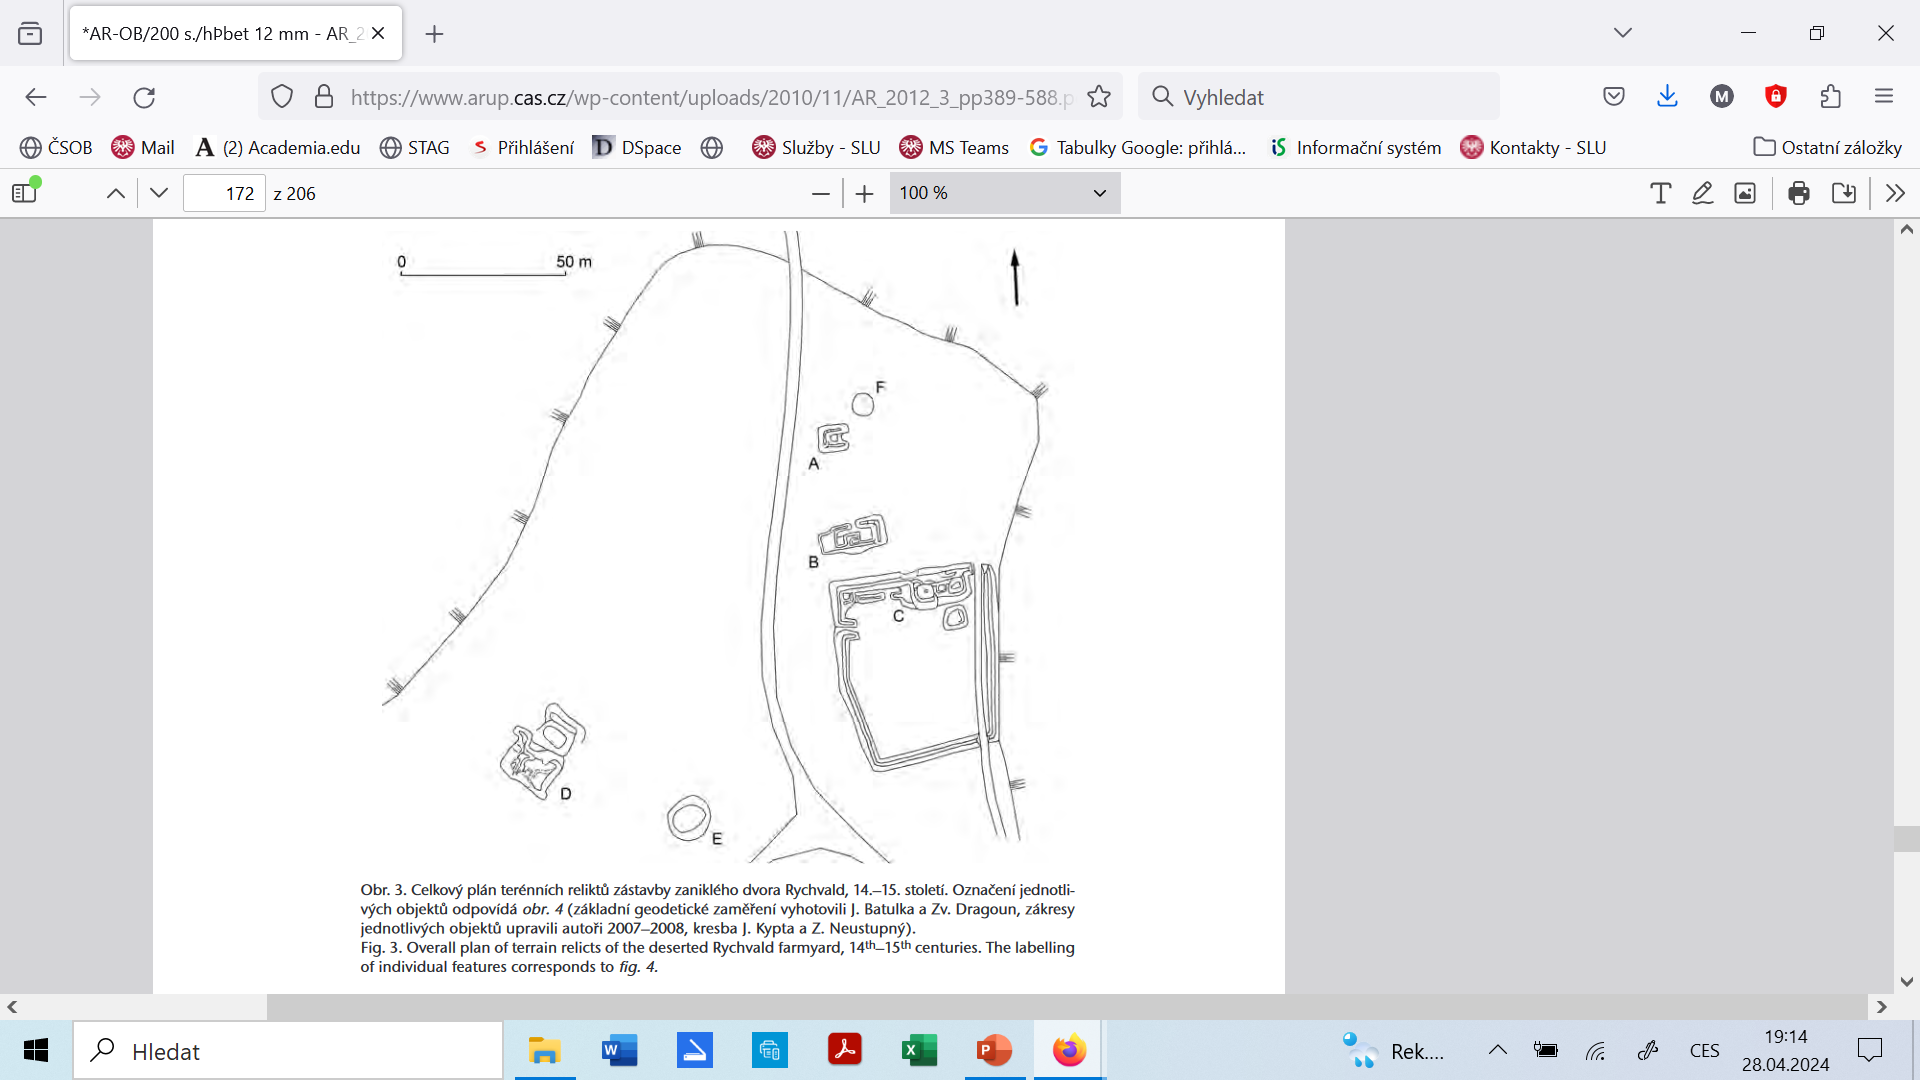 *AR-OB/200 s./hÞbet 12 mm - AR_2
https://www.arup.cas.cz/wp-content/uploads/2010/11/AR_2012_3_pp389-588.p
Vyhledat
ČSOB
Mail
(2) Academia.edu
STAG
Přihlášení
DSpace
Služby - SLU
MS Teams
Tabulky Google: přihlá...
Informační systém
Kontakty - SLU
Ostatní záložky
172 z 206
100 %
0 50 m
F
A
B
C
D
E
Obr. 3. Celkový plán terénních reliktů zástavby zaniklého dvora Rychvald, 14.–15. století. Označení jednotli-
vých objektů odpovídá obr. 4 (základní geodetické zaměření vyhotovili J. Batulka a Zv. Dragoun, zákresy
jednotlivých objektů upravili autoři 2007–2008, kresba J. Kypta a Z. Neustupný).
Fig. 3. Overall plan of terrain relicts of the deserted Rychvald farmyard, 14th–15th centuries. The labelling
of individual features corresponds to fig. 4.
Hledat
Rek....
CES
19:14
28.04.2024